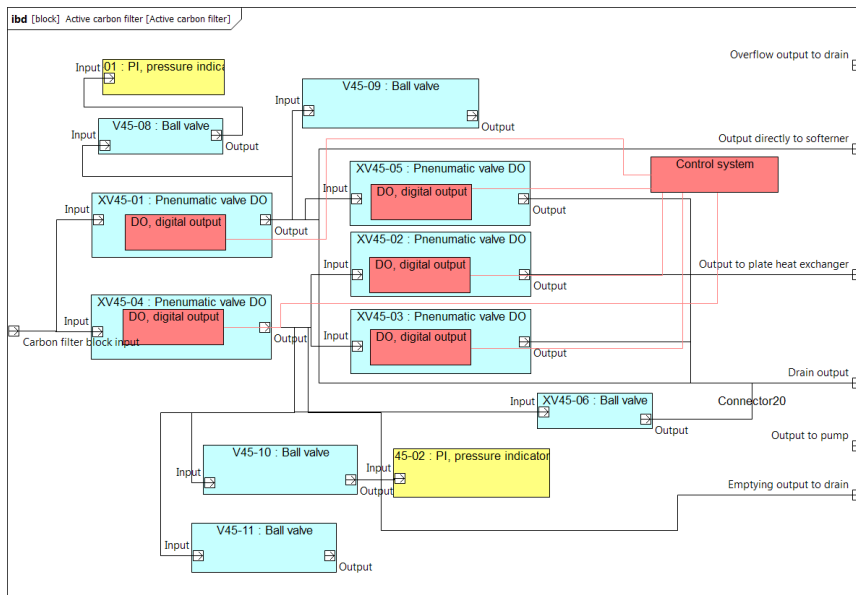 ibd [block] Active carbon filter [Active carbon filter]
Overflow output to drain
Input
01 : PI, pressure indica
V45-09 : Ball valve
Input
Output
V45-08 : Ball valve
Input
Output
Output directly to softerner
Control system
XV45-05 : Pnenumatic valve DO
Input
DO, digital output
Output
XV45-01 : Pnenumatic valve DO
Input
DO, digital output
Output
XV45-02 : Pnenumatic valve DO
Input
DO, digital output
Output
Output to plate heat exchanger
XV45-04 : Pnenumatic valve DO
Input
DO, digital output
Output
Carbon filter block input
XV45-03 : Pnenumatic valve DO
Input
DO, digital output
Output
Drain output
XV45-06 : Ball valve
Input
Output
Connector20
Output to pump
V45-10 : Ball valve
Input
Output
45-02 : PI, pressure indicator
Input
Emptying output to drain
V45-11 : Ball valve
Input
Output